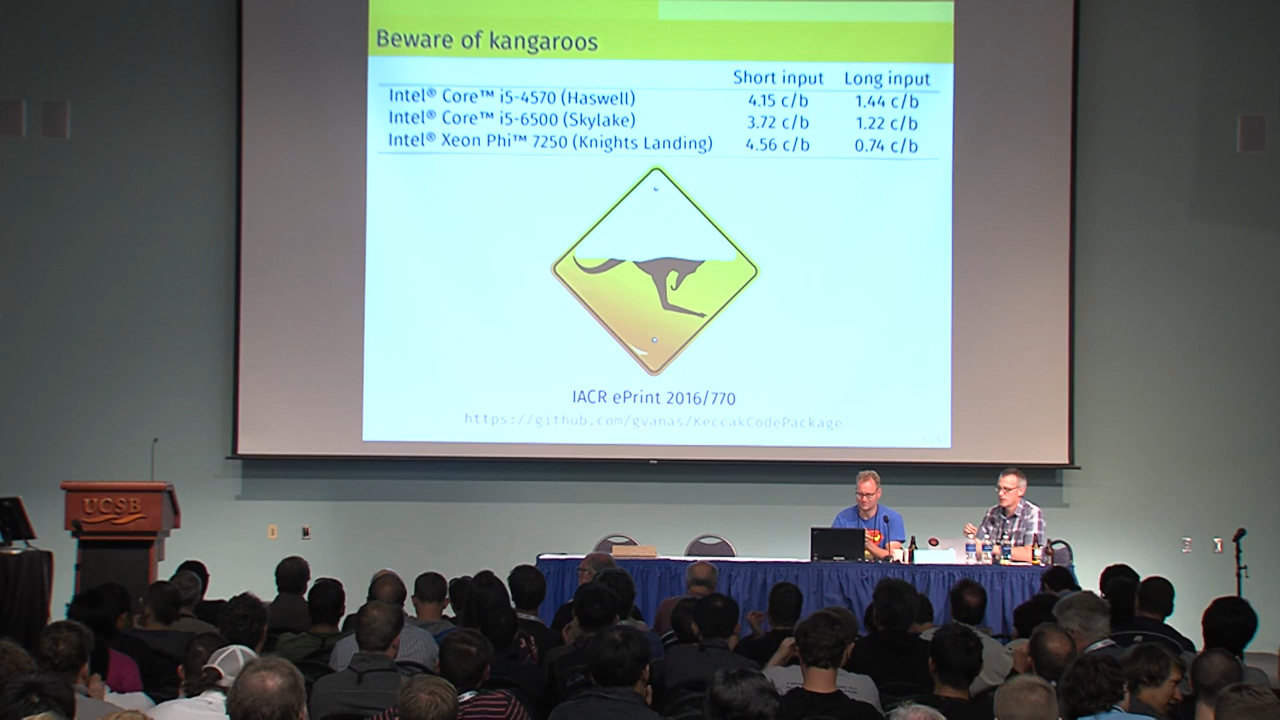 Beware of kangaroos
Short input Long input
Intel® Core™ i5-4570 (Haswell) 4.15 c/b 1.44 c/b
Intel® Core™ i5-6500 (Skylake) 3.72 c/b 1.22 c/b
Intel® Xeon Phi™ 7250 (Knights Landing) 4.56 c/b 0.74 c/b
IACR ePrint 2016/770
https://github.com/gvanas/KeccakCodePackage
UCSB